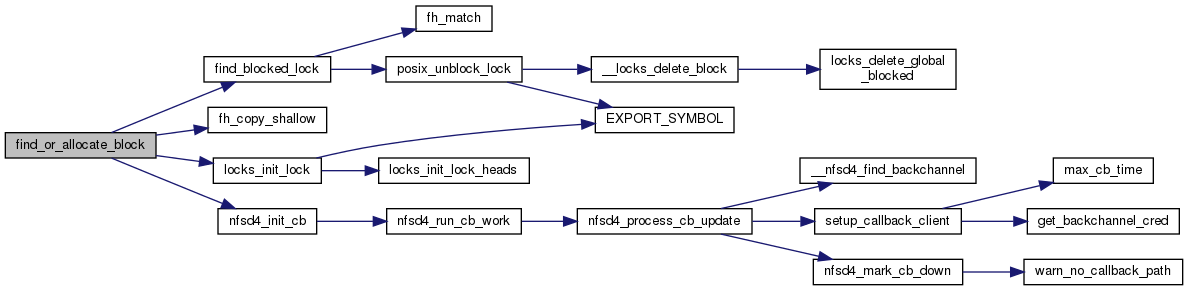 fh_match
find_blocked_lock
posix_unblock_lock
__locks_delete_block
locks_delete_global
_blocked
fh_copy_shallow
EXPORT_SYMBOL
find_or_allocate_block
locks_init_lock
locks_init_lock_heads
__nfsd4_find_backchannel
max_cb_time
nfsd4_init_cb
nfsd4_run_cb_work
nfsd4_process_cb_update
setup_callback_client
get_backchannel_cred
nfsd4_mark_cb_down
warn_no_callback_path